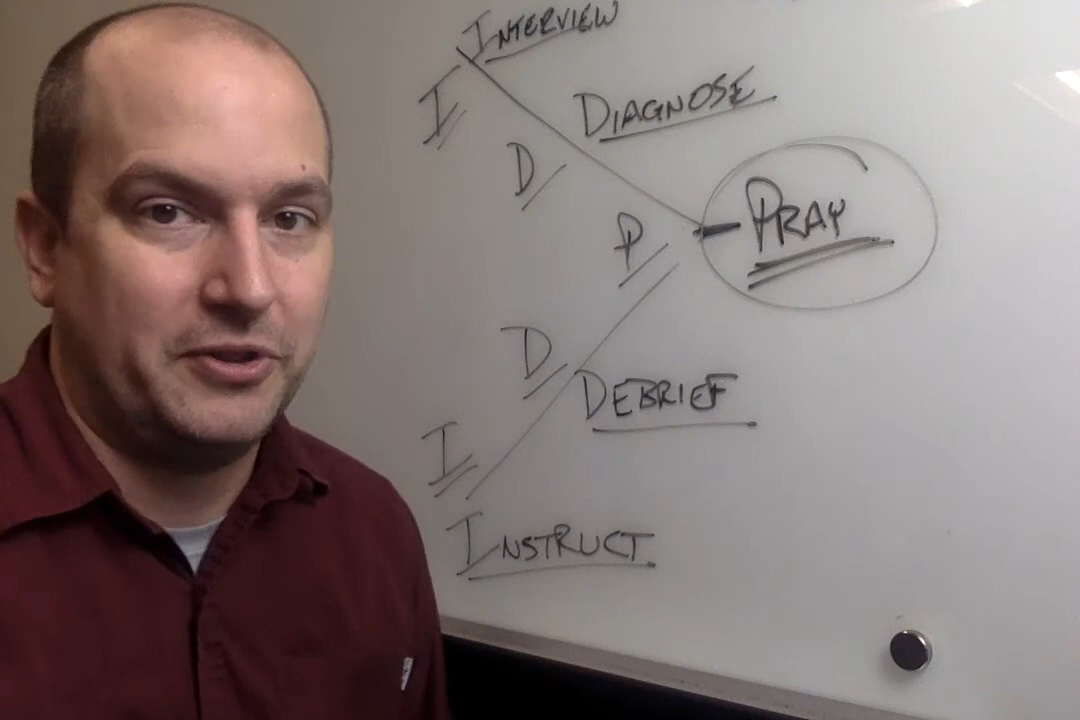 INTERVIEW
I
DIAGNOSE
D
PRAY
P
D
DEBRIEF
I
INSTRUCT